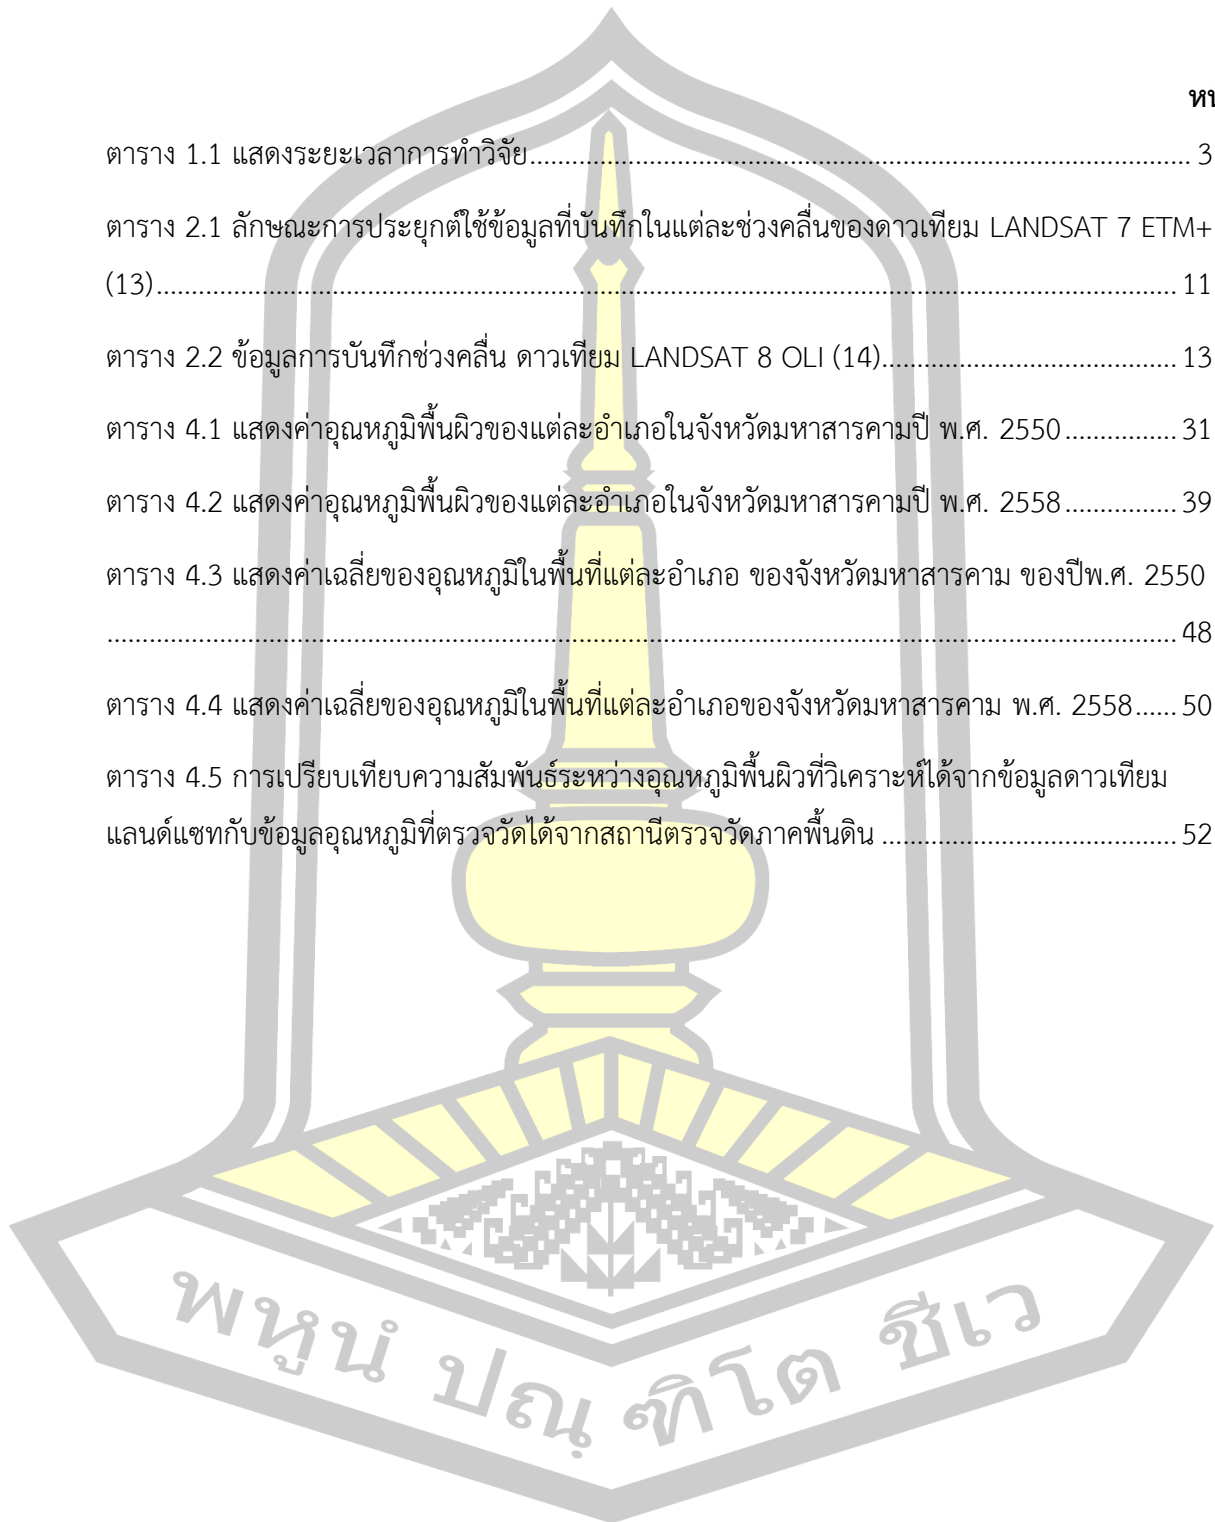 ตาราง 1.1 แสดงระยะเวลาการทำวิจัย.............................................................................................. 3
ตาราง 2.1 ลักษณะการประยุกต์ใช้ข้อมูลที่บันทึกในแต่ละช่วงคลื่นของดาวเทียม LANDSAT 7 ETM+
(13)................................................................................................................................................. 11
ตาราง 2.2 ข้อมูลการบันทึกช่วงคลื่น ดาวเทียม LANDSAT 8 OLI (14).......................................... 13
ตาราง 4.1 แสดงค่าอุณหภูมิพื้นผิวของแต่ละอำเภอในจังหวัดมหาสารคามปี พ.ศ. 2550................ 31
ตาราง 4.2 แสดงค่าอุณหภูมิพื้นผิวของแต่ละอำเภอในจังหวัดมหาสารคามปี พ.ศ. 2558................ 39
ตาราง 4.3 แสดงค่าเฉลี่ยของอุณหภูมิในพื้นที่แต่ละอำเภอ ของจังหวัดมหาสารคาม ของปีพ.ศ. 2550
........................................................................................................................................................ 48
ตาราง 4.4 แสดงค่าเฉลี่ยของอุณหภูมิในพื้นที่แต่ละอำเภอของจังหวัดมหาสารคาม พ.ศ. 2558...... 50
ตาราง 4.5 การเปรียบเทียบความสัมพันธ์ระหว่างอุณหภูมิพื้นผิวที่วิเคราะห์ได้จากข้อมูลดาวเทียม
แลนด์แซทกับข้อมูลอุณหภูมิที่ตรวจวัดได้จากสถานีตรวจวัดภาคพื้นดิน .......................................... 52
พหูนํ ปณฺฑิโต ชีเว